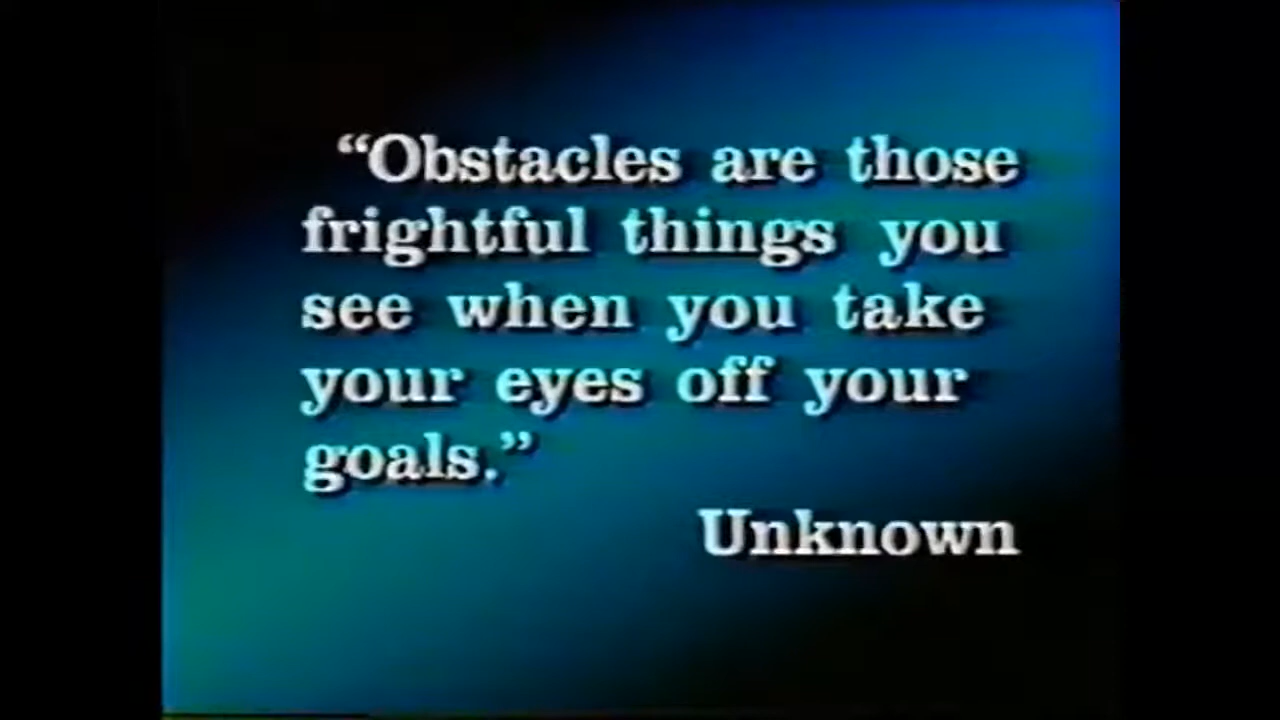 “Obstacles are those
frightful things you
see when you take
your eyes off your
goals.”
Unknown